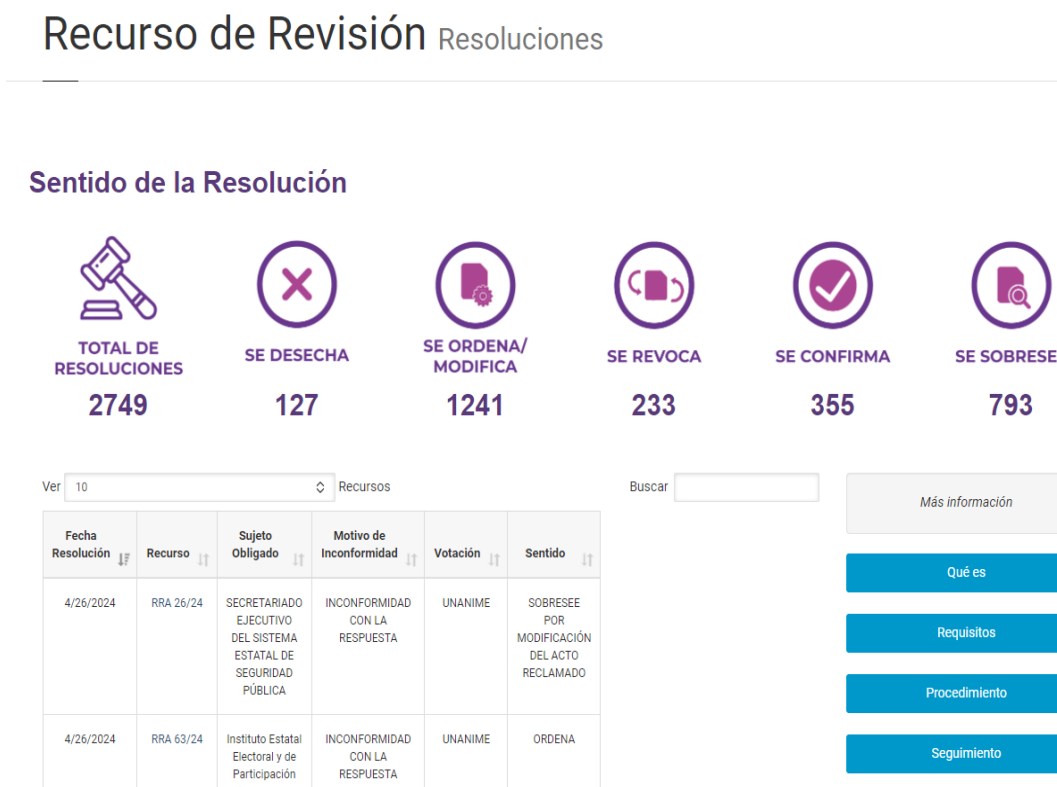 Recurso de Revisión Resoluciones
Sentido de la Resolución
TOTAL DE
RESOLUCIONES
2749
SE DESECHA
127
SE ORDENA/
MODIFICA
1241
SE REVOCA
233
SE CONFIRMA
355
SE SOBRESE
793
Ver 10 Recursos
Buscar
Fecha
Resolución
Recurso
Sujeto
Obligado
Motivo de
Inconformidad
Votación
Sentido
4/26/2024
RRA 26/24
SECRETARIADO
EJECUTIVO
DEL SISTEMA
ESTATAL DE
SEGURIDAD
PÚBLICA
INCONFORMIDAD
CON LA
RESPUESTA
UNANIME
SOBRESEE
POR
MODIFICACIÓN
DEL ACTO
RECLAMADO
4/26/2024
RRA 63/24
Instituto Estatal
Electoral y de
Participación
INCONFORMIDAD
CON LA
RESPUESTA
UNANIME
ORDENA
Más información
Qué es
Requisitos
Procedimiento
Seguimiento